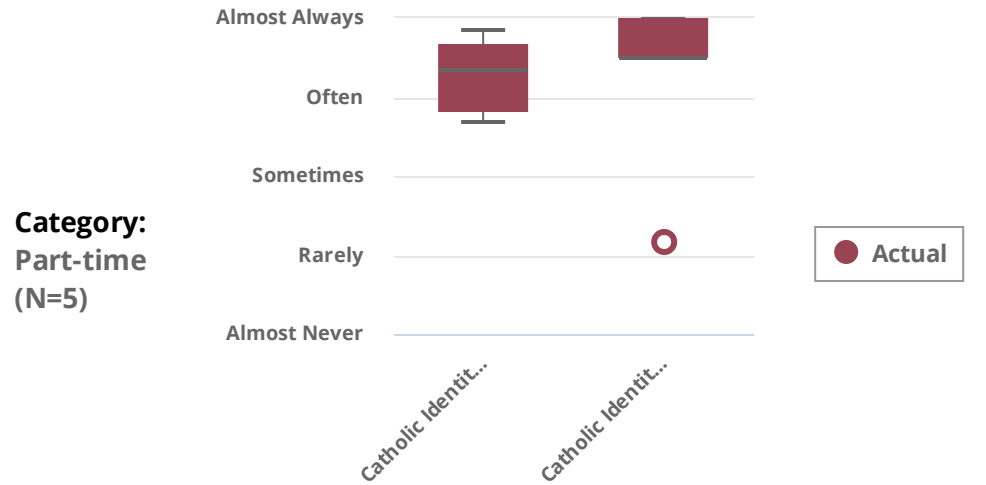 Almost Always
Often
Sometimes
Rarely
Almost Never
Category:
Part-time
(N=5)
Actual
Catholic Identit...
Catholic Identit...